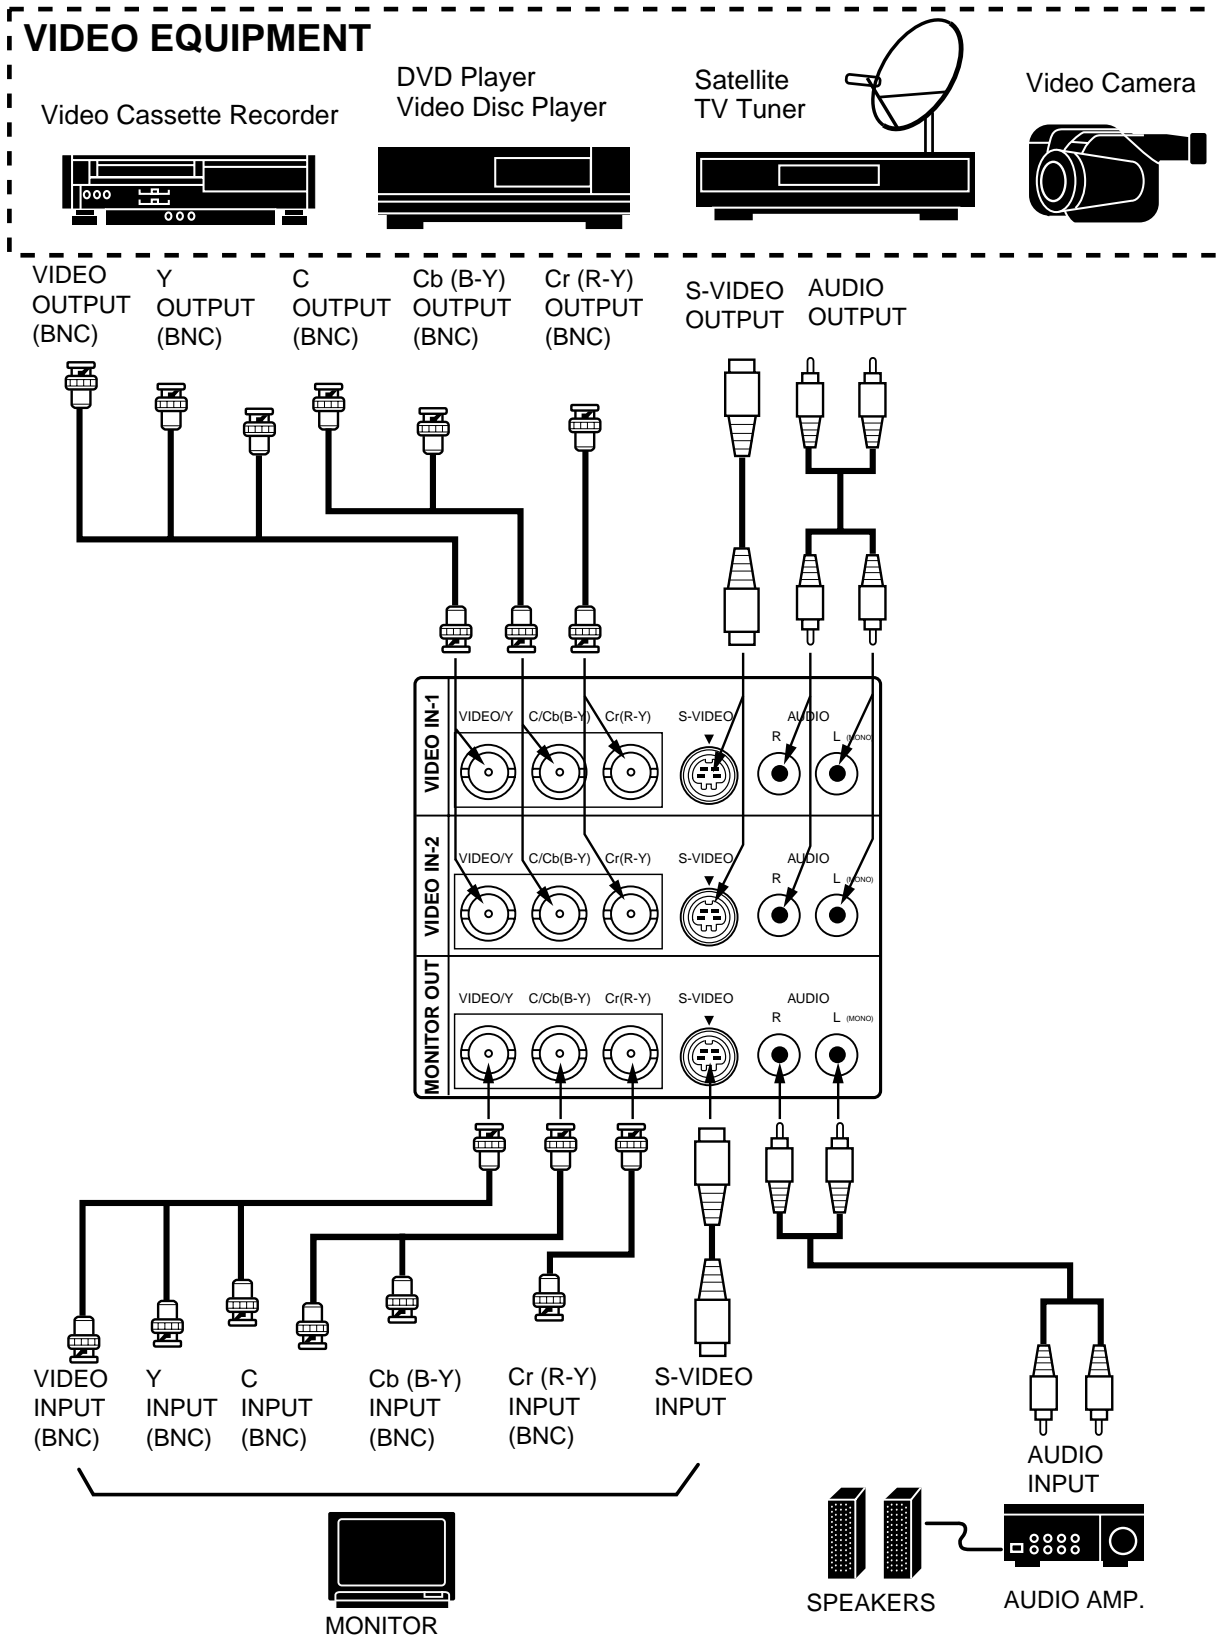 VIDEO EQUIPMENT
Video Cassette Recorder
DVD Player
Video Disc Player
Satellite
TV Tuner
Video Camera
VIDEO
OUTPUT
(BNC)
Y
OUTPUT
(BNC)
C
OUTPUT
(BNC)
Cb (B-Y)
OUTPUT
(BNC)
Cr (R-Y)
OUTPUT
(BNC)
S-VIDEO
OUTPUT
AUDIO
OUTPUT
VIDEO IN-1
VIDEO/Y
C/Cb(B-Y)
Cr(R-Y)
S-VIDEO
AUDIO
R
L (MONO)
VIDEO IN-2
VIDEO/Y
C/Cb(B-Y)
Cr(R-Y)
S-VIDEO
AUDIO
R
L (MONO)
MONITOR OUT
VIDEO/Y
C/Cb(B-Y)
Cr(R-Y)
S-VIDEO
AUDIO
R
L (MONO)
VIDEO
INPUT
(BNC)
Y
INPUT
(BNC)
C
INPUT
(BNC)
Cb (B-Y)
INPUT
(BNC)
Cr (R-Y)
INPUT
(BNC)
S-VIDEO
INPUT
AUDIO
INPUT
MONITOR
SPEAKERS
AUDIO AMP.